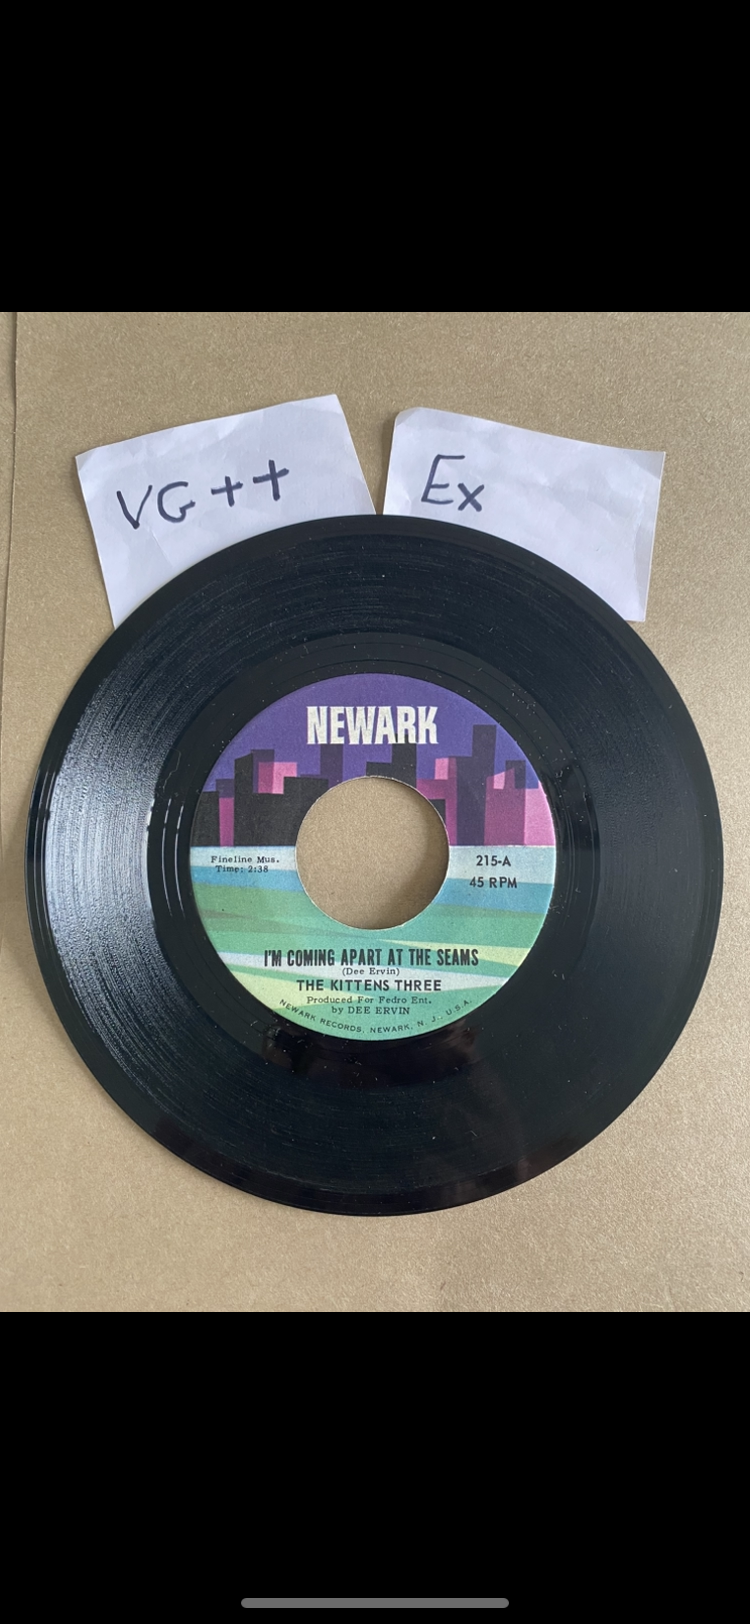 VG++
Ex
NEWARK
Fineline Mus.
Time: 2:38
215-A
45 RPM
I'M COMING APART AT THE SEAMS
(Dee Ervin)
THE KITTENS THREE
Produced For Fedro Ent.
by DEE ERVIN
NEWARK RECORDS, NEWARK, N. J., U.S.A.